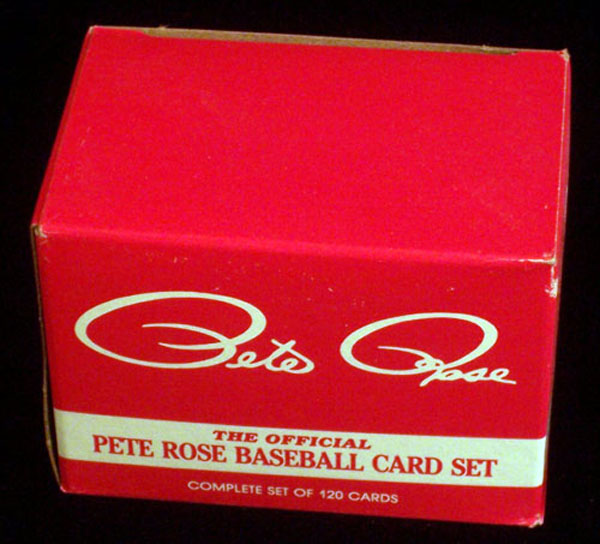 Pete Rose
THE OFFICIAL
PETE ROSE BASEBALL CARD SET
COMPLETE SET OF 120 CARDS